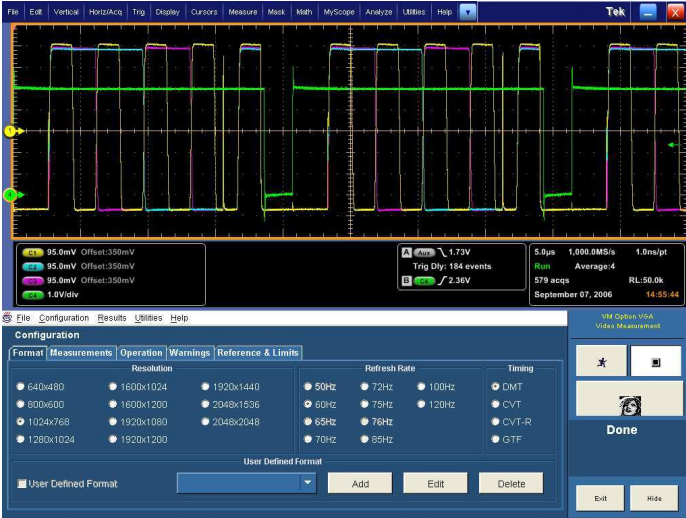 File Edit Vertical Horiz/Acq Trig Display Cursors Measure Mask Math MyScope Analyze Utilities Help Tek
1
4
C1 95.0mV Offset:350mV
C2 95.0mV Offset:350mV
C3 95.0mV Offset:350mV
C4 1.0V/div
A Aux 1.73V
Trig Dly: 184 events
B C4 2.36V
5.0µs 1,000.0MS/s 1.0ns/pt
Run Average:4
579 acqs RL:50.0k
September 07, 2006 14:55:44
File Configuration Results Utilities Help
VM Option VGA
Video Measurement
Configuration
Format Measurements Operation Warnings Reference & Limits
Resolution
640x480 1600x1024 1920x1440
800x600 1600x1200 2048x1536
1024x768 1920x1080 2048x2048
1280x1024 1920x1200
Refresh Rate
50Hz 72Hz 100Hz
60Hz 75Hz 120Hz
65Hz 76Hz
70Hz 85Hz
Timing
DMT
CVT
CVT-R
GTF
Done
User Defined Format
User Defined Format Add Edit Delete
Exit Hide